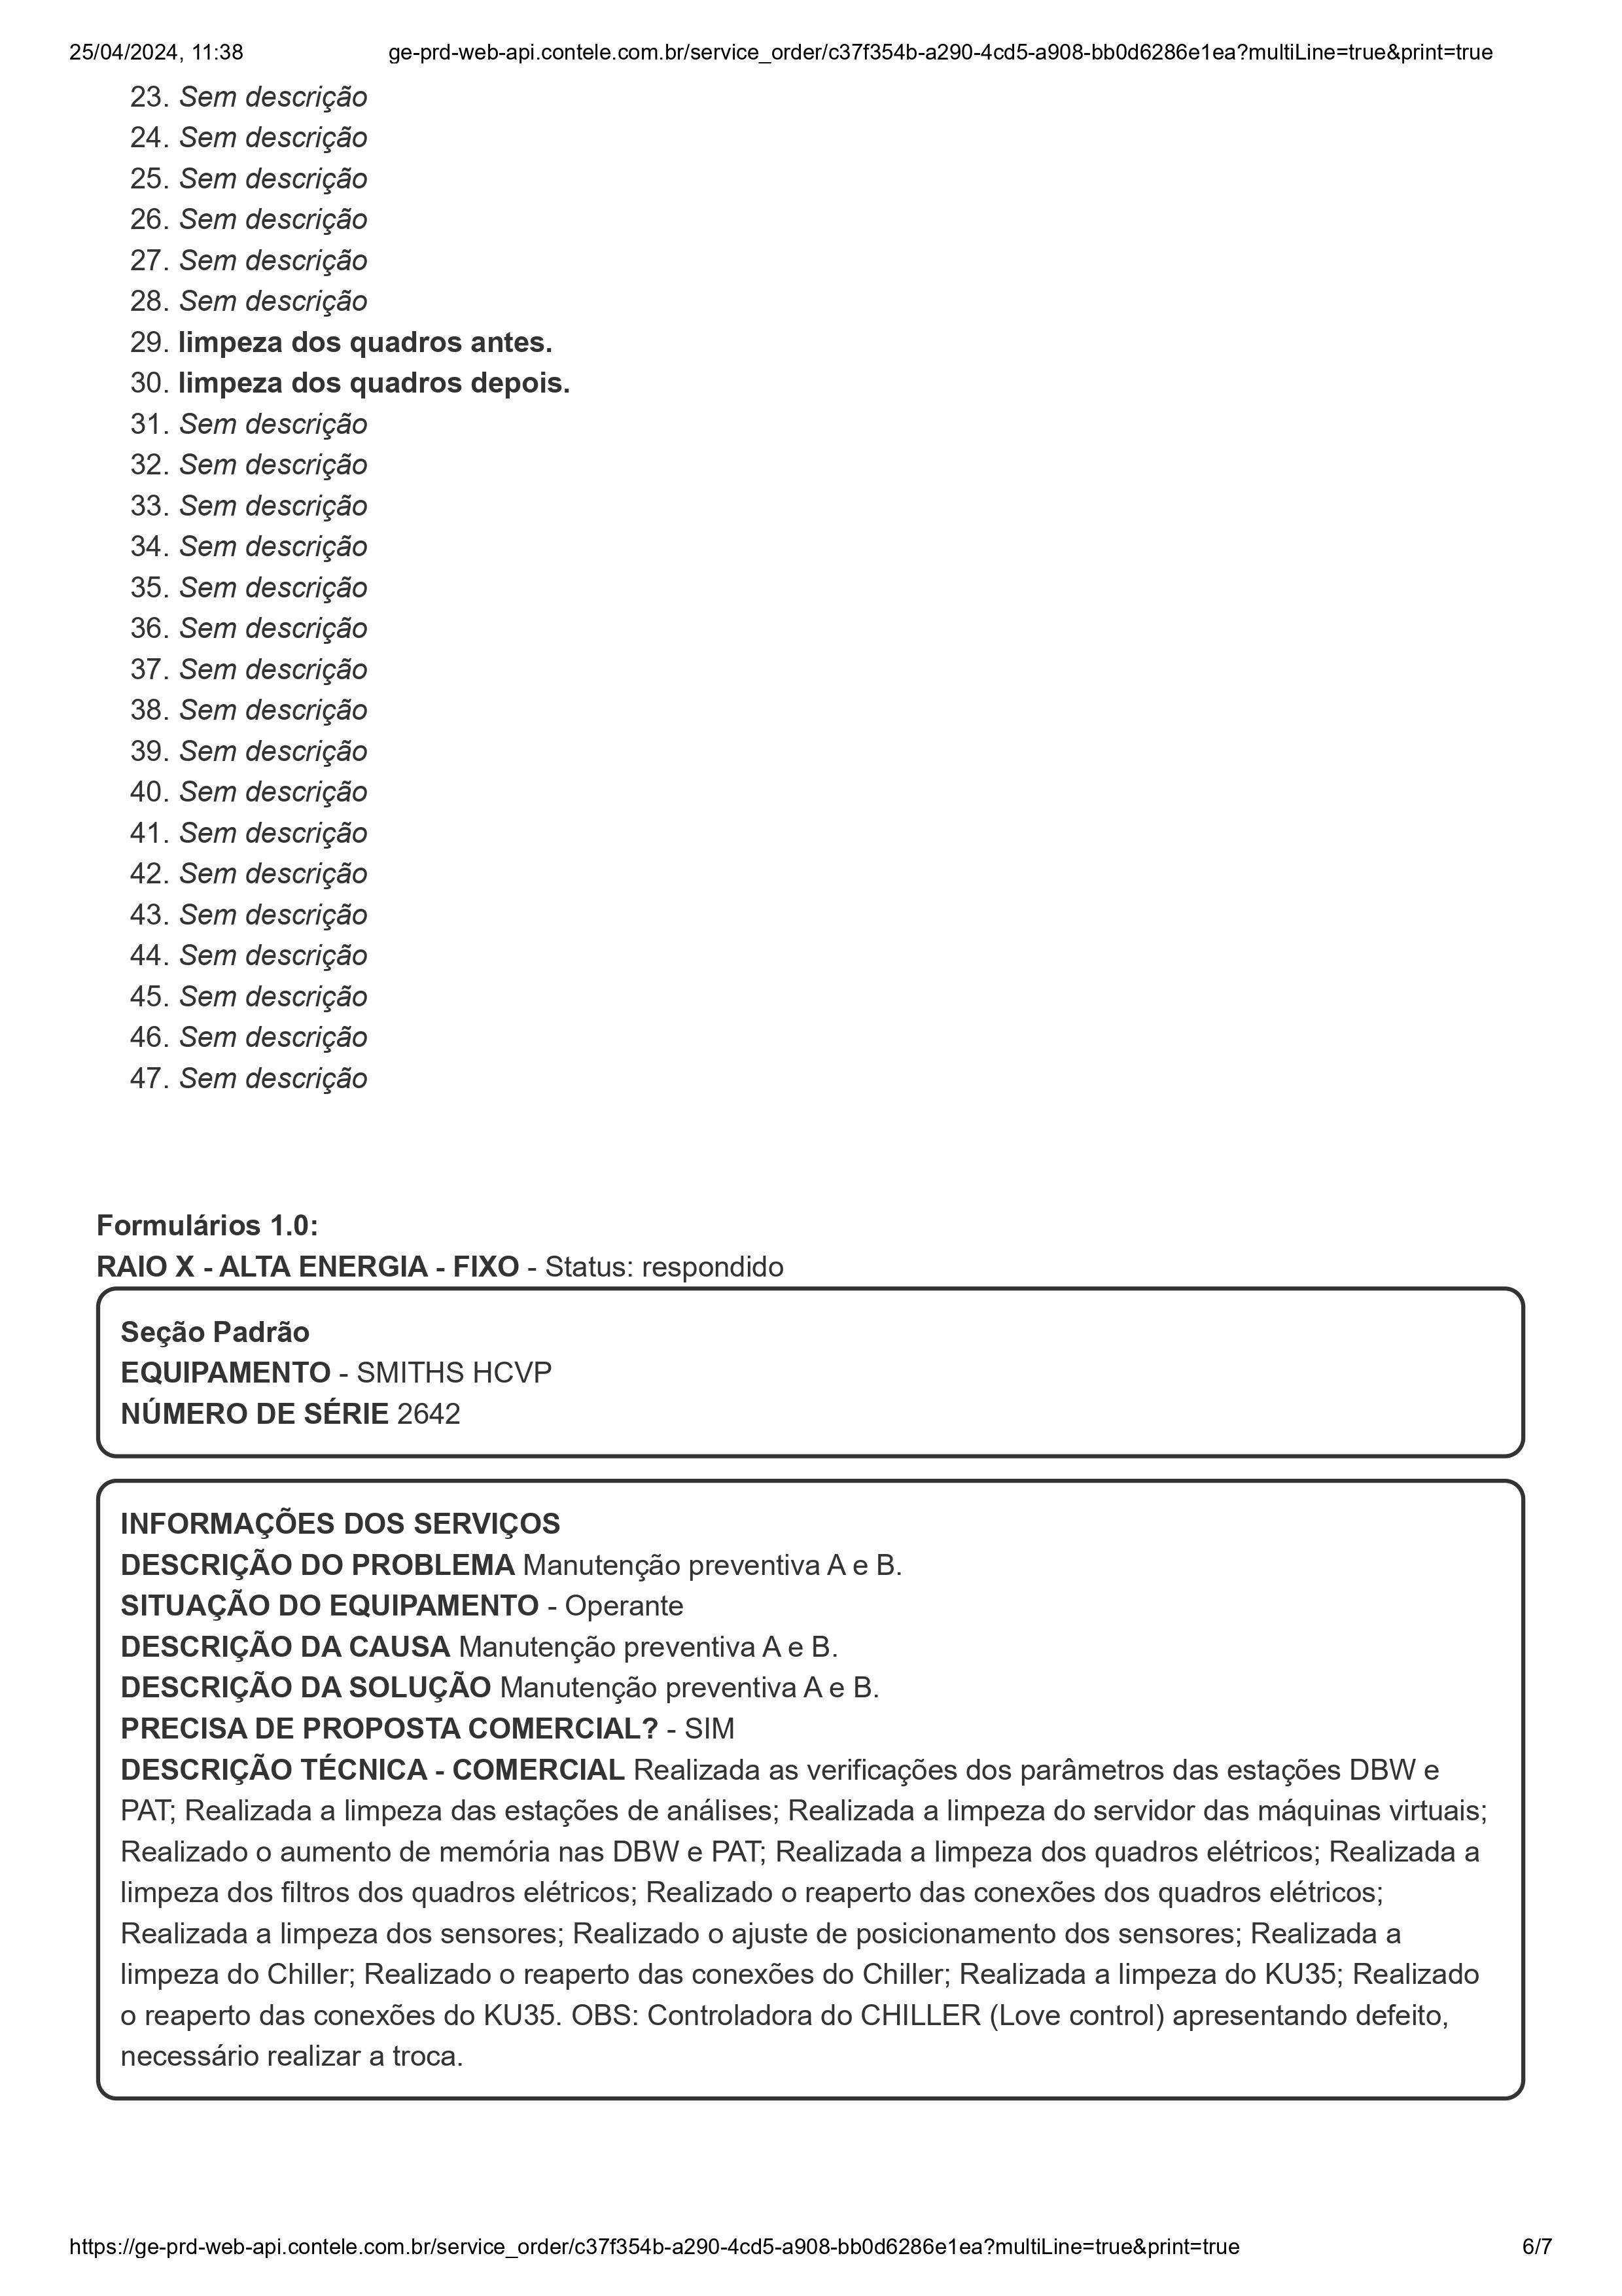 25/04/2024, 11:38 ge-prd-web-api.contele.com.br/service_order/c37f354b-a290-4cd5-a908-bb0d6286e1ea?multiLine=true&print=true
23. Sem descrição
24. Sem descrição
25. Sem descrição
26. Sem descrição
27. Sem descrição
28. Sem descrição
29. limpeza dos quadros antes.
30. limpeza dos quadros depois.
31. Sem descrição
32. Sem descrição
33. Sem descrição
34. Sem descrição
35. Sem descrição
36. Sem descrição
37. Sem descrição
38. Sem descrição
39. Sem descrição
40. Sem descrição
41. Sem descrição
42. Sem descrição
43. Sem descrição
44. Sem descrição
45. Sem descrição
46. Sem descrição
47. Sem descrição
Formulários 1.0:
RAIO X - ALTA ENERGIA - FIXO - Status: respondido
Seção Padrão
EQUIPAMENTO - SMITHS HCVP
NÚMERO DE SÉRIE 2642
INFORMAÇÕES DOS SERVIÇOS
DESCRIÇÃO DO PROBLEMA Manutenção preventiva A e B.
SITUAÇÃO DO EQUIPAMENTO - Operante
DESCRIÇÃO DA CAUSA Manutenção preventiva A e B.
DESCRIÇÃO DA SOLUÇÃO Manutenção preventiva A e B.
PRECISA DE PROPOSTA COMERCIAL? - SIM
DESCRIÇÃO TÉCNICA - COMERCIAL Realizada as verificações dos parâmetros das estações DBW e
PAT; Realizada a limpeza das estações de análises; Realizada a limpeza do servidor das máquinas virtuais;
Realizado o aumento de memória nas DBW e PAT; Realizada a limpeza dos quadros elétricos; Realizada a
limpeza dos filtros dos quadros elétricos; Realizado o reaperto das conexões dos quadros elétricos;
Realizada a limpeza dos sensores; Realizado o ajuste de posicionamento dos sensores; Realizada a
limpeza do Chiller; Realizado o reaperto das conexões do Chiller; Realizada a limpeza do KU35; Realizado
o reaperto das conexões do KU35. OBS: Controladora do CHILLER (Love control) apresentando defeito,
necessário realizar a troca.
https://ge-prd-web-api.contele.com.br/service_order/c37f354b-a290-4cd5-a908-bb0d6286e1ea?multiLine=true&print=true 6/7